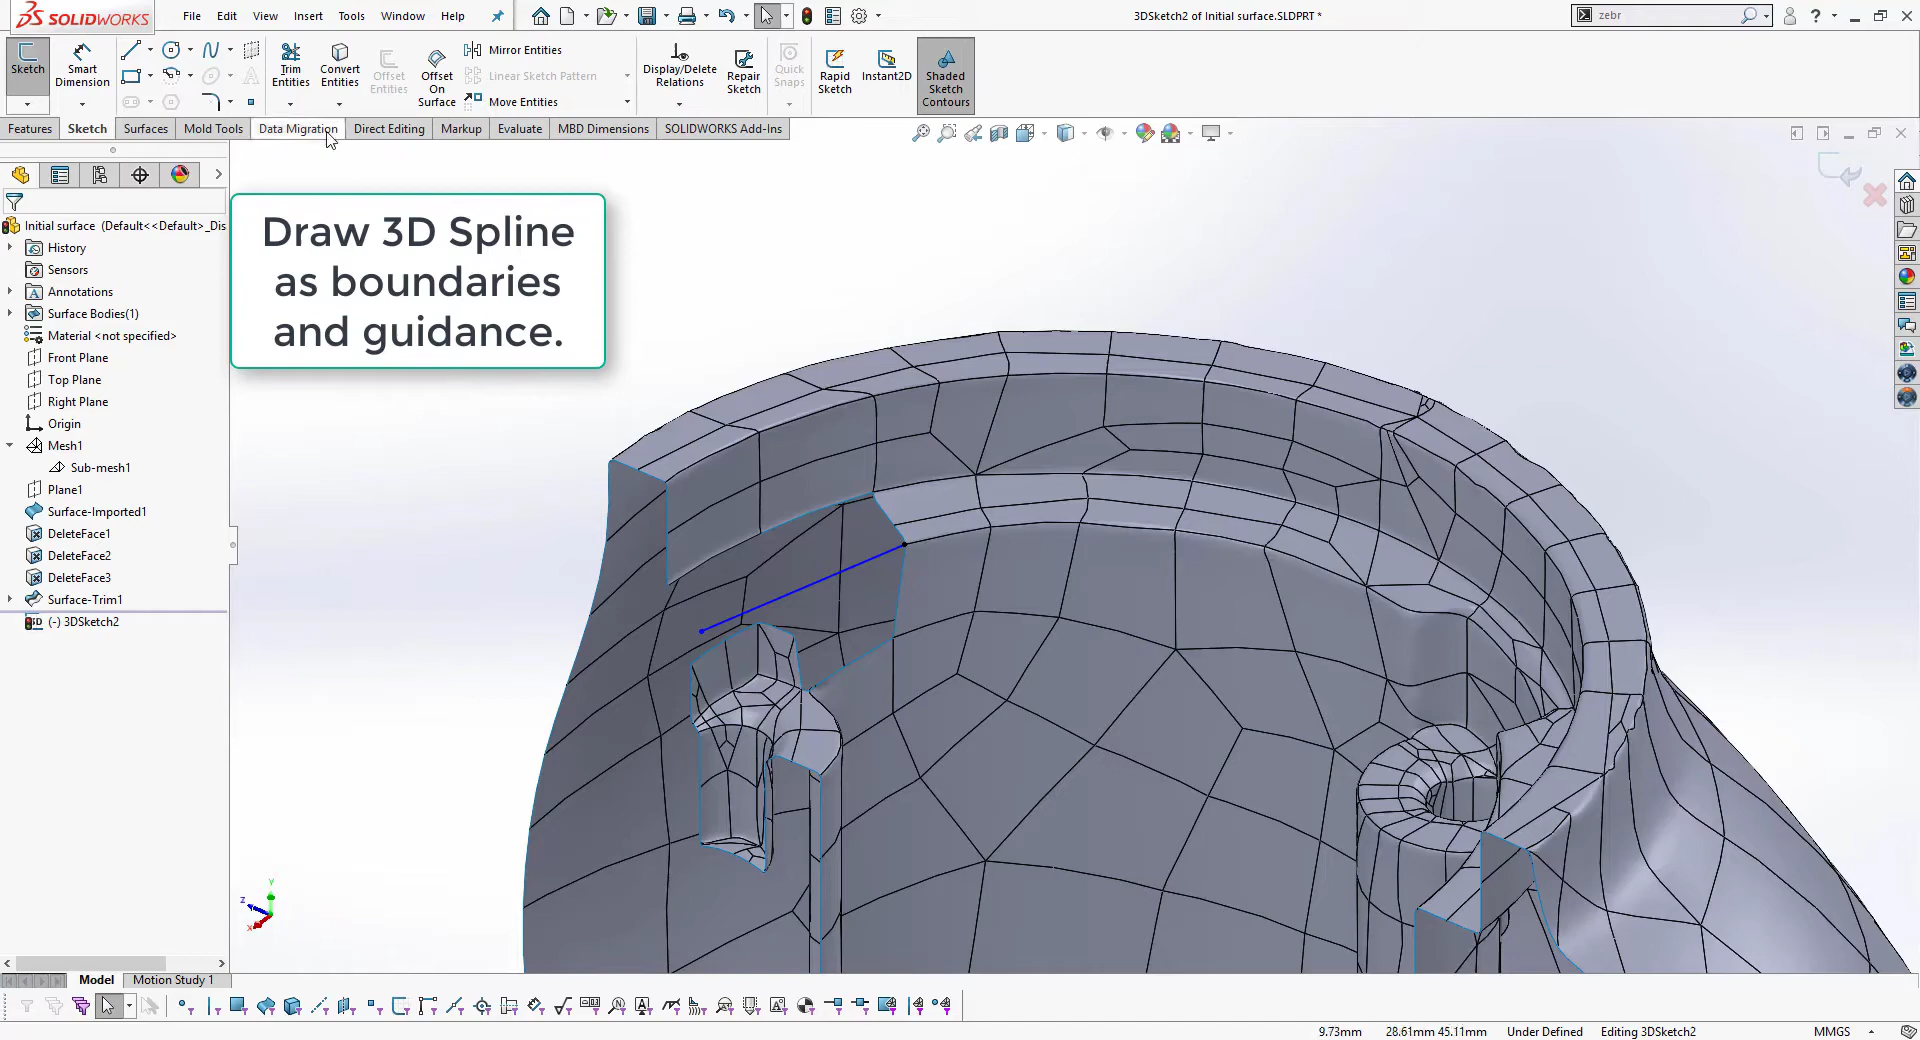 3DS SOLIDWORKS
File Edit View Insert Tools Window Help
3DSketch2 of Initial surface.SLDPRT *
zebr
Sketch
Smart Dimension
Trim Entities
Convert Entities
Offset Entities
Offset On Surface
Mirror Entities
Linear Sketch Pattern
Move Entities
Display/Delete Relations
Repair Sketch
Quick Snaps
Rapid Sketch
Instant2D
Shaded Sketch Contours
Features Sketch Surfaces Mold Tools Data Migration Direct Editing Markup Evaluate MBD Dimensions SOLIDWORKS Add-Ins
Initial surface (Default<<Default>_Dis
History
Sensors
Annotations
Surface Bodies(1)
Material <not specified>
Front Plane
Top Plane
Right Plane
Origin
Mesh1
Sub-mesh1
Plane1
Surface-Imported1
DeleteFace1
DeleteFace2
DeleteFace3
Surface-Trim1
3D (-) 3DSketch2
Draw 3D Spline
as boundaries
and guidance.
Y
Z
X
Model Motion Study 1
9.73mm 28.61mm 45.11mm Under Defined Editing 3DSketch2 MMGS